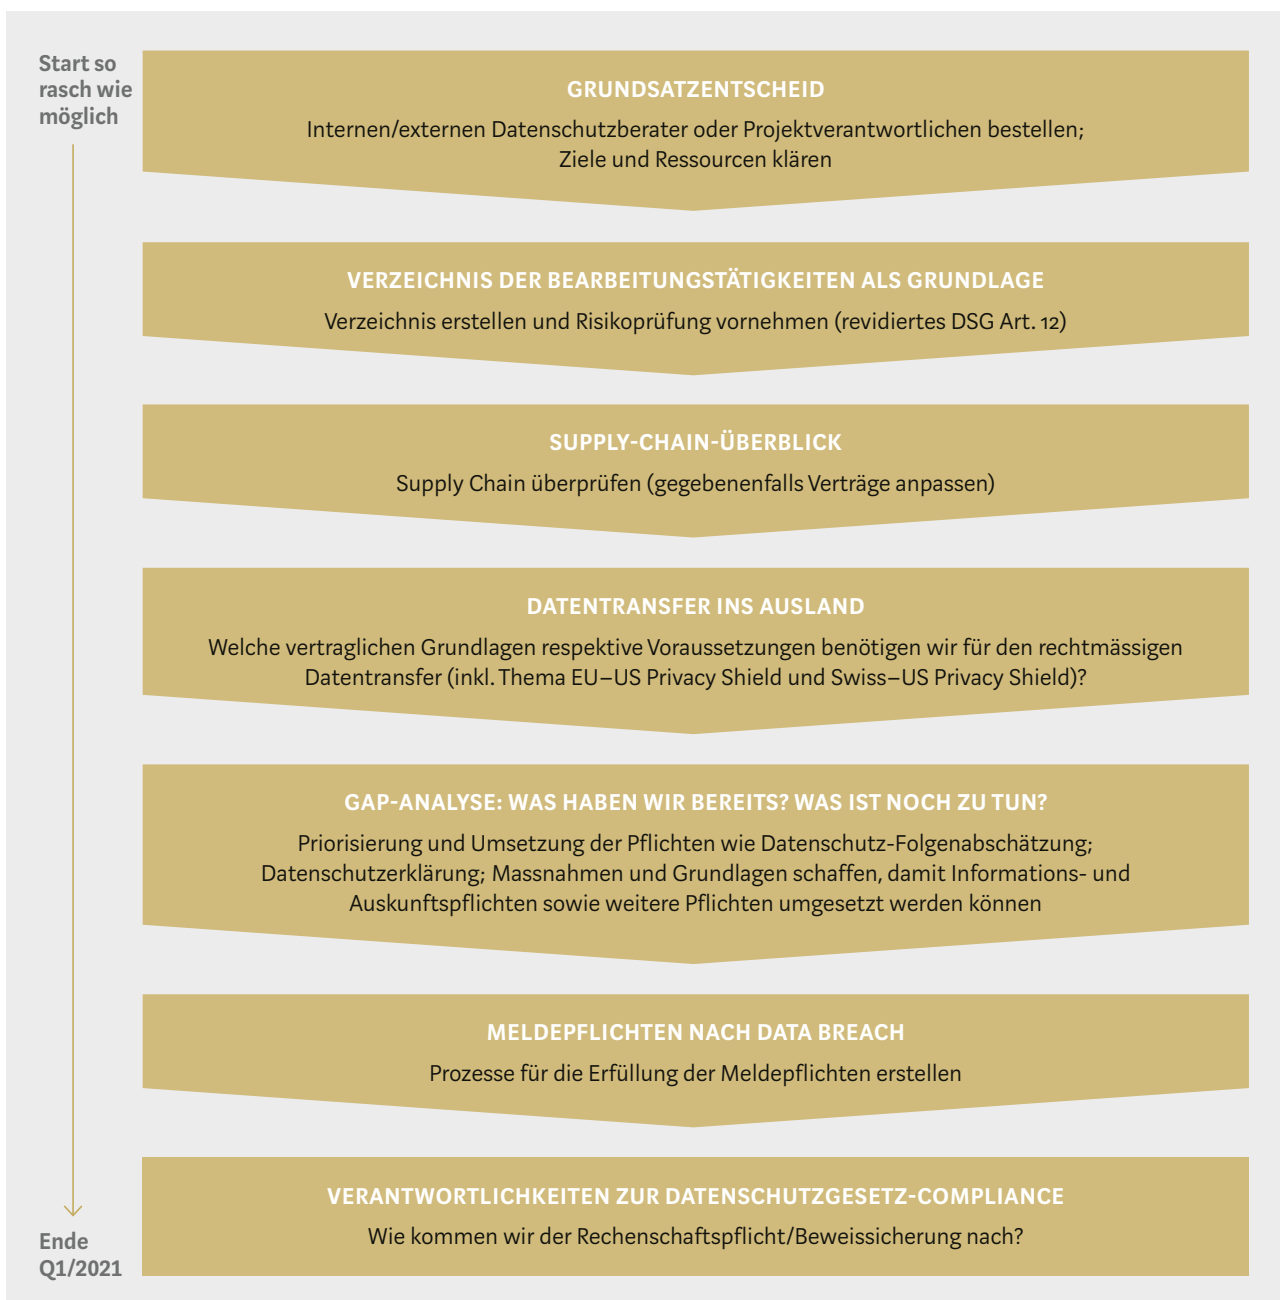 Start so
rasch wie
möglich
GRUNDSATZENTSCHEID
Internen/externen Datenschutzberater oder Projektverantwortlichen bestellen;
Ziele und Ressourcen klären
VERZEICHNIS DER BEARBEITUNGSTÄTIGKEITEN ALS GRUNDLAGE
Verzeichnis erstellen und Risikoprüfung vornehmen (revidiertes DSG Art. 12)
SUPPLY-CHAIN-ÜBERBLICK
Supply Chain überprüfen (gegebenenfalls Verträge anpassen)
DATENTRANSFER INS AUSLAND
Welche vertraglichen Grundlagen respektive Voraussetzungen benötigen wir für den rechtmässigen
Datentransfer (inkl. Thema EU–US Privacy Shield und Swiss–US Privacy Shield)?
GAP-ANALYSE: WAS HABEN WIR BEREITS? WAS IST NOCH ZU TUN?
Priorisierung und Umsetzung der Pflichten wie Datenschutz-Folgenabschätzung;
Datenschutzerklärung; Massnahmen und Grundlagen schaffen, damit Informations- und
Auskunftspflichten sowie weitere Pflichten umgesetzt werden können
MELDEPFLICHTEN NACH DATA BREACH
Prozesse für die Erfüllung der Meldepflichten erstellen
VERANTWORTLICHKEITEN ZUR DATENSCHUTZGESETZ-COMPLIANCE
Wie kommen wir der Rechenschaftspflicht/Beweissicherung nach?
Ende
Q1/2021